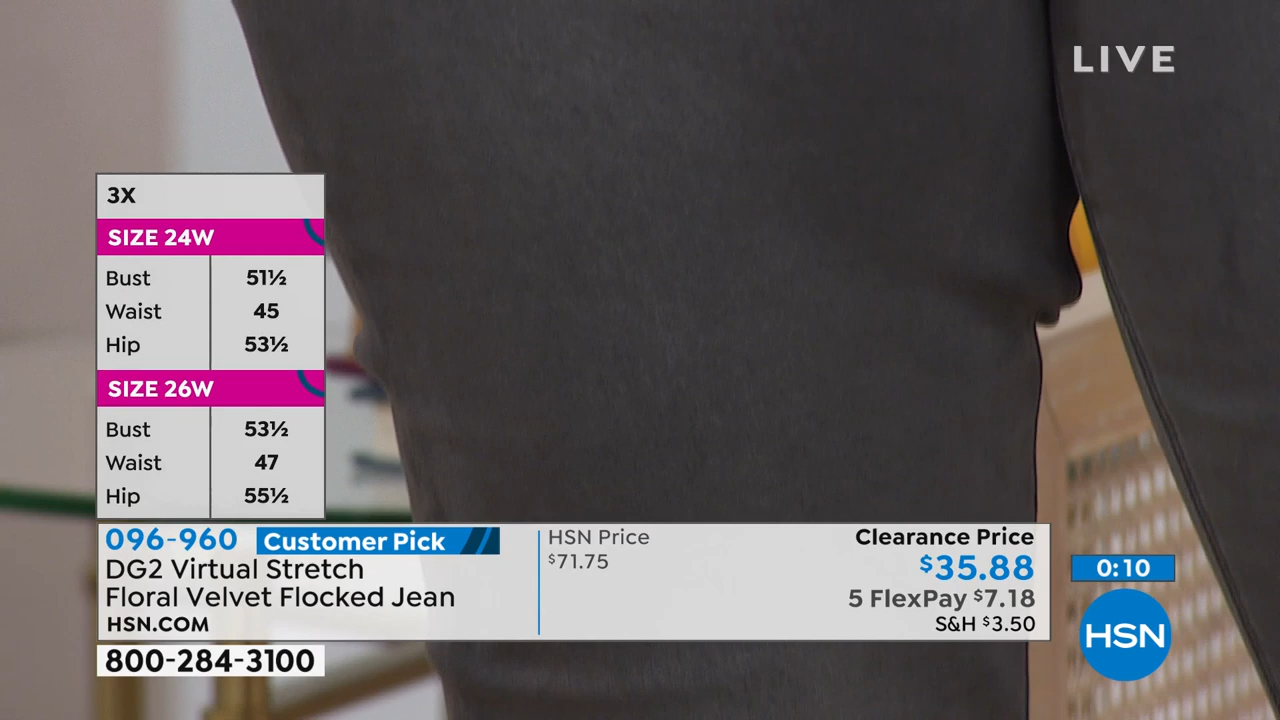 LIVE
3X
SIZE 24W
Bust 51½
Waist 45
Hip 53½
SIZE 26W
Bust 53½
Waist 47
Hip 55½
096-960 Customer Pick
DG2 Virtual Stretch
Floral Velvet Flocked Jean
HSN.COM
HSN Price
$71.75
Clearance Price
$35.88
5 FlexPay $7.18
S&H $3.50
0:10
HSN
800-284-3100